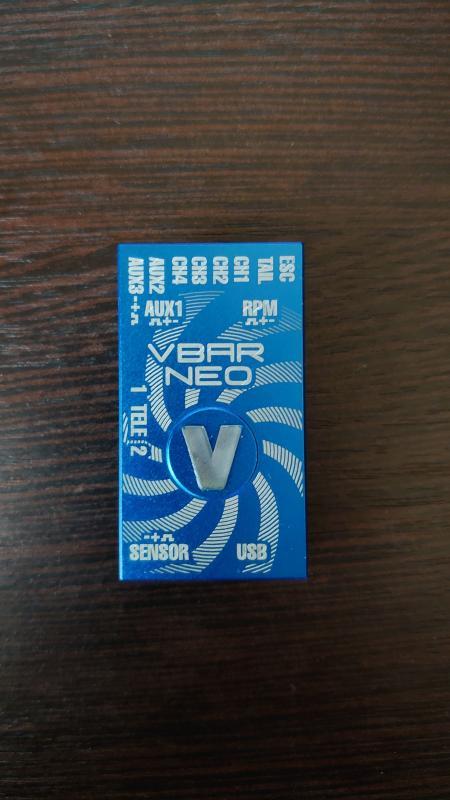 AUX3
AUX2
CH4
CH3
CH2
CH1
TAIL
ESC
AUX1
RPM
VBAR
NEO
1 TELE 2
V
SENSOR
USB